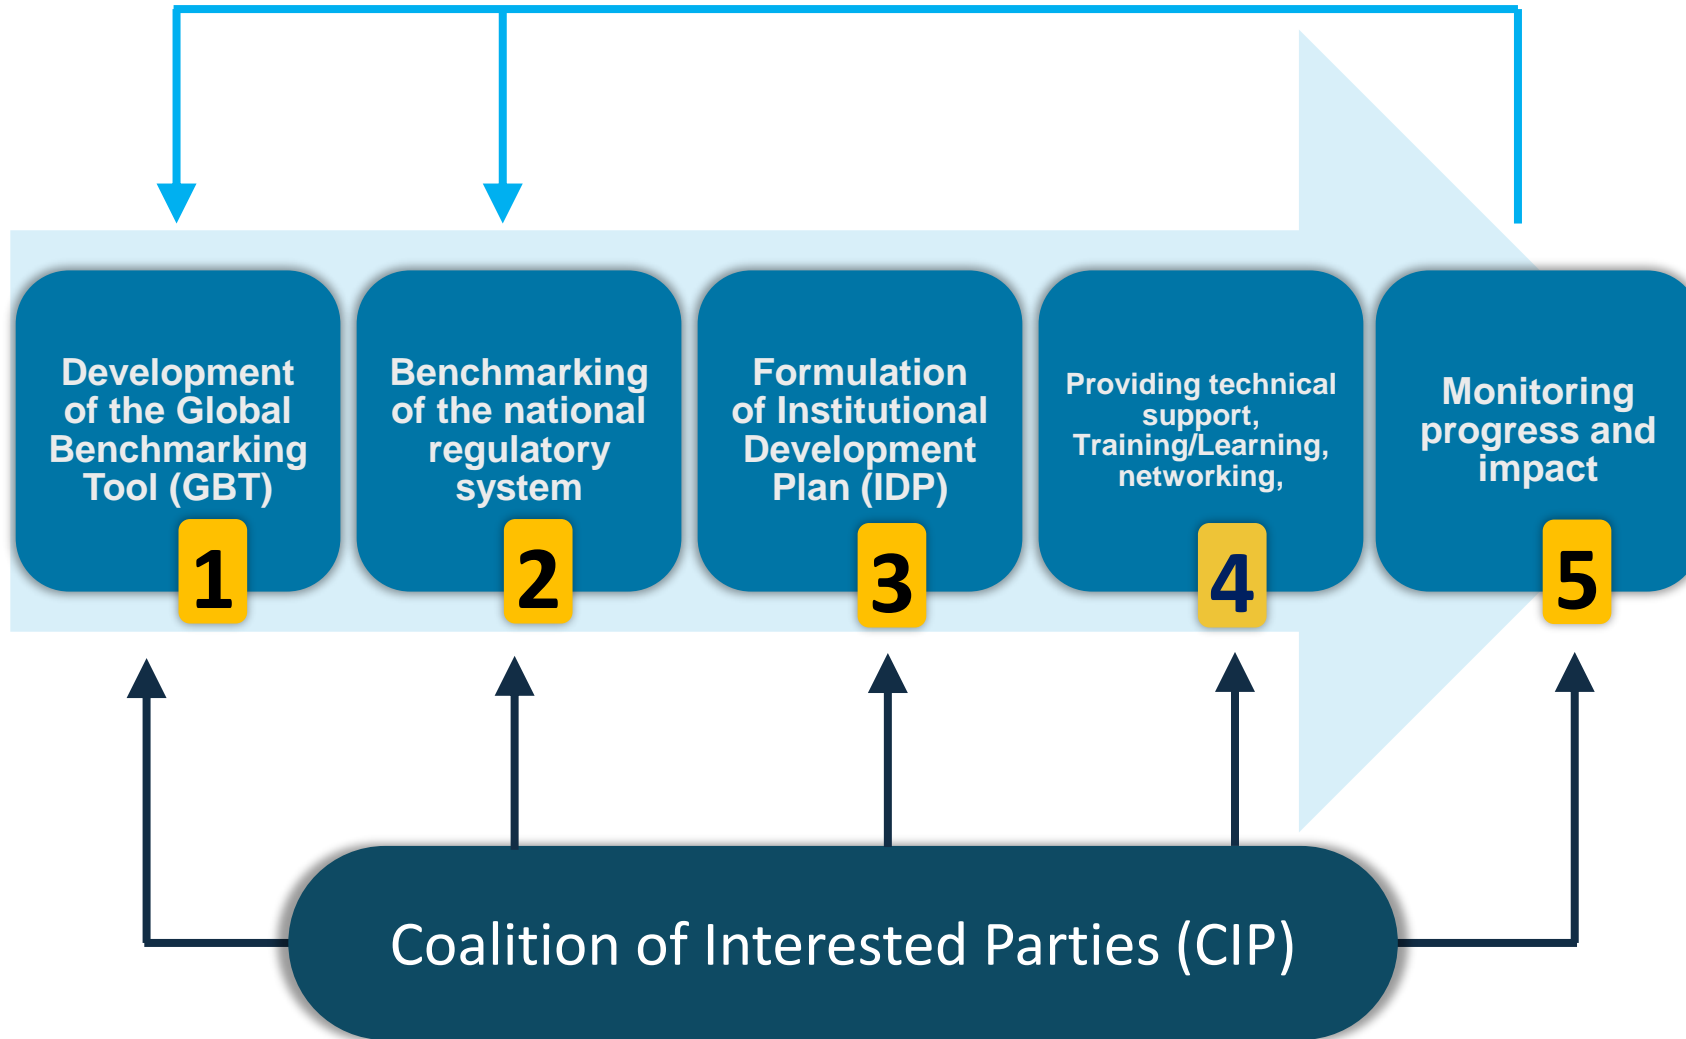 Development
of the Global
Benchmarking
Tool (GBT)
1
Benchmarking
of the national
regulatory
system
2
Formulation
of Institutional
Development
Plan (IDP)
3
Providing technical
support,
Training/Learning,
networking,
4
Monitoring
progress and
impact
5
Coalition of Interested Parties (CIP)